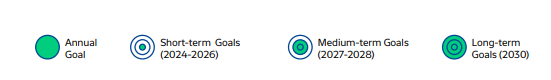 Annual
Goal
Short-term Goals
(2024-2026)
Medium-term Goals
(2027-2028)
Long-term
Goals (2030)